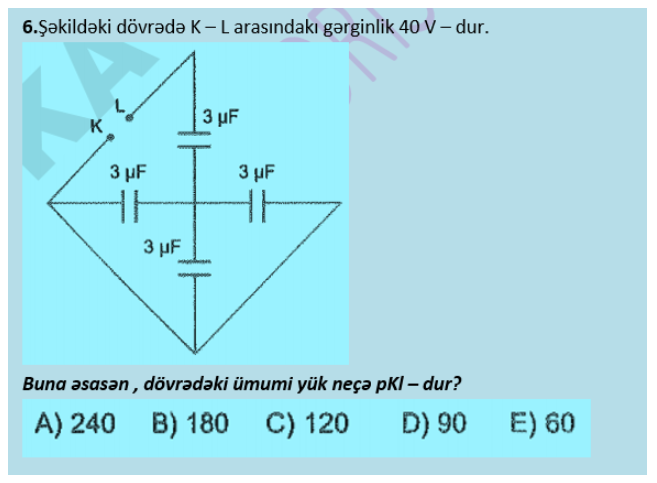 6.Şəkildəki dövrədə K – L arasındakı gərginlik 40 V – dur.
L
K
3 µF
3 µF
3 µF
3 µF
Buna əsasən , dövrədəki ümumi yük neçə pKl – dur?
A) 240 B) 180 C) 120 D) 90 E) 60